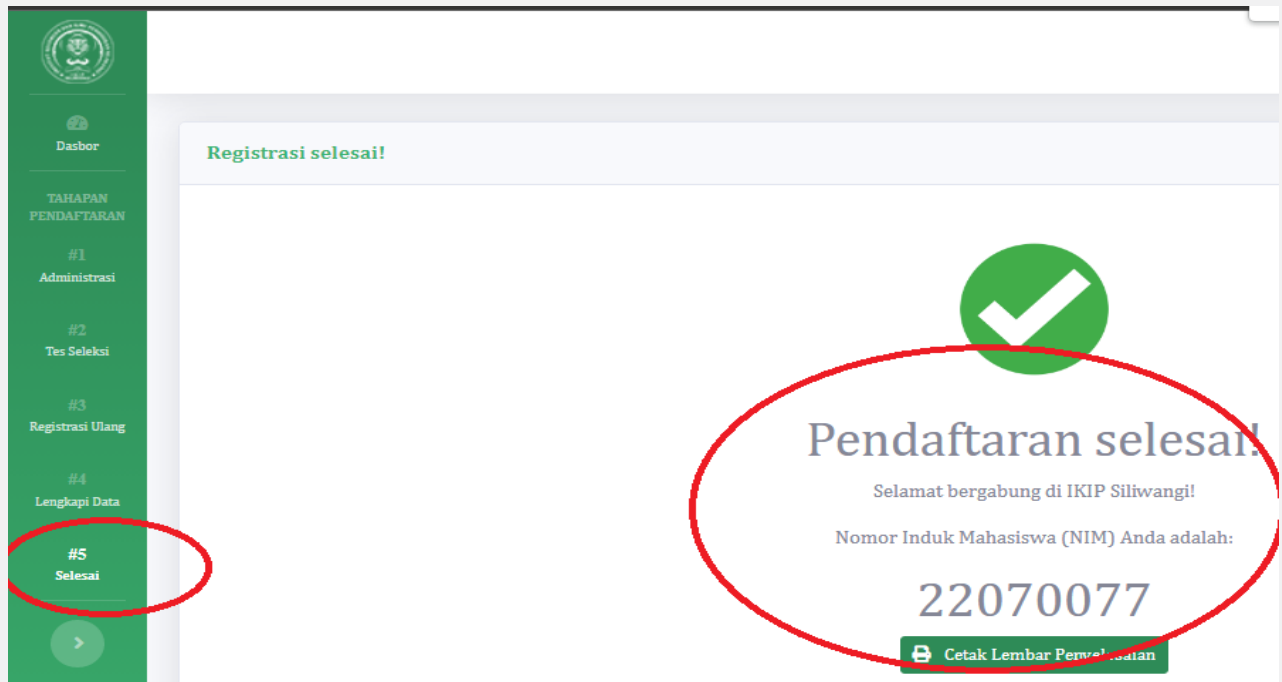 Dasbor
TAHAPAN
PENDAFTARAN
#1
Administrasi
#2
Tes Seleksi
#3
Registrasi Ulang
#4
Lengkapi Data
#5
Selesai
Registrasi selesai!
Pendaftaran selesai!
Selamat bergabung di IKIP Siliwangi!
Nomor Induk Mahasiswa (NIM) Anda adalah:
22070077
Cetak Lembar Penyelesaian